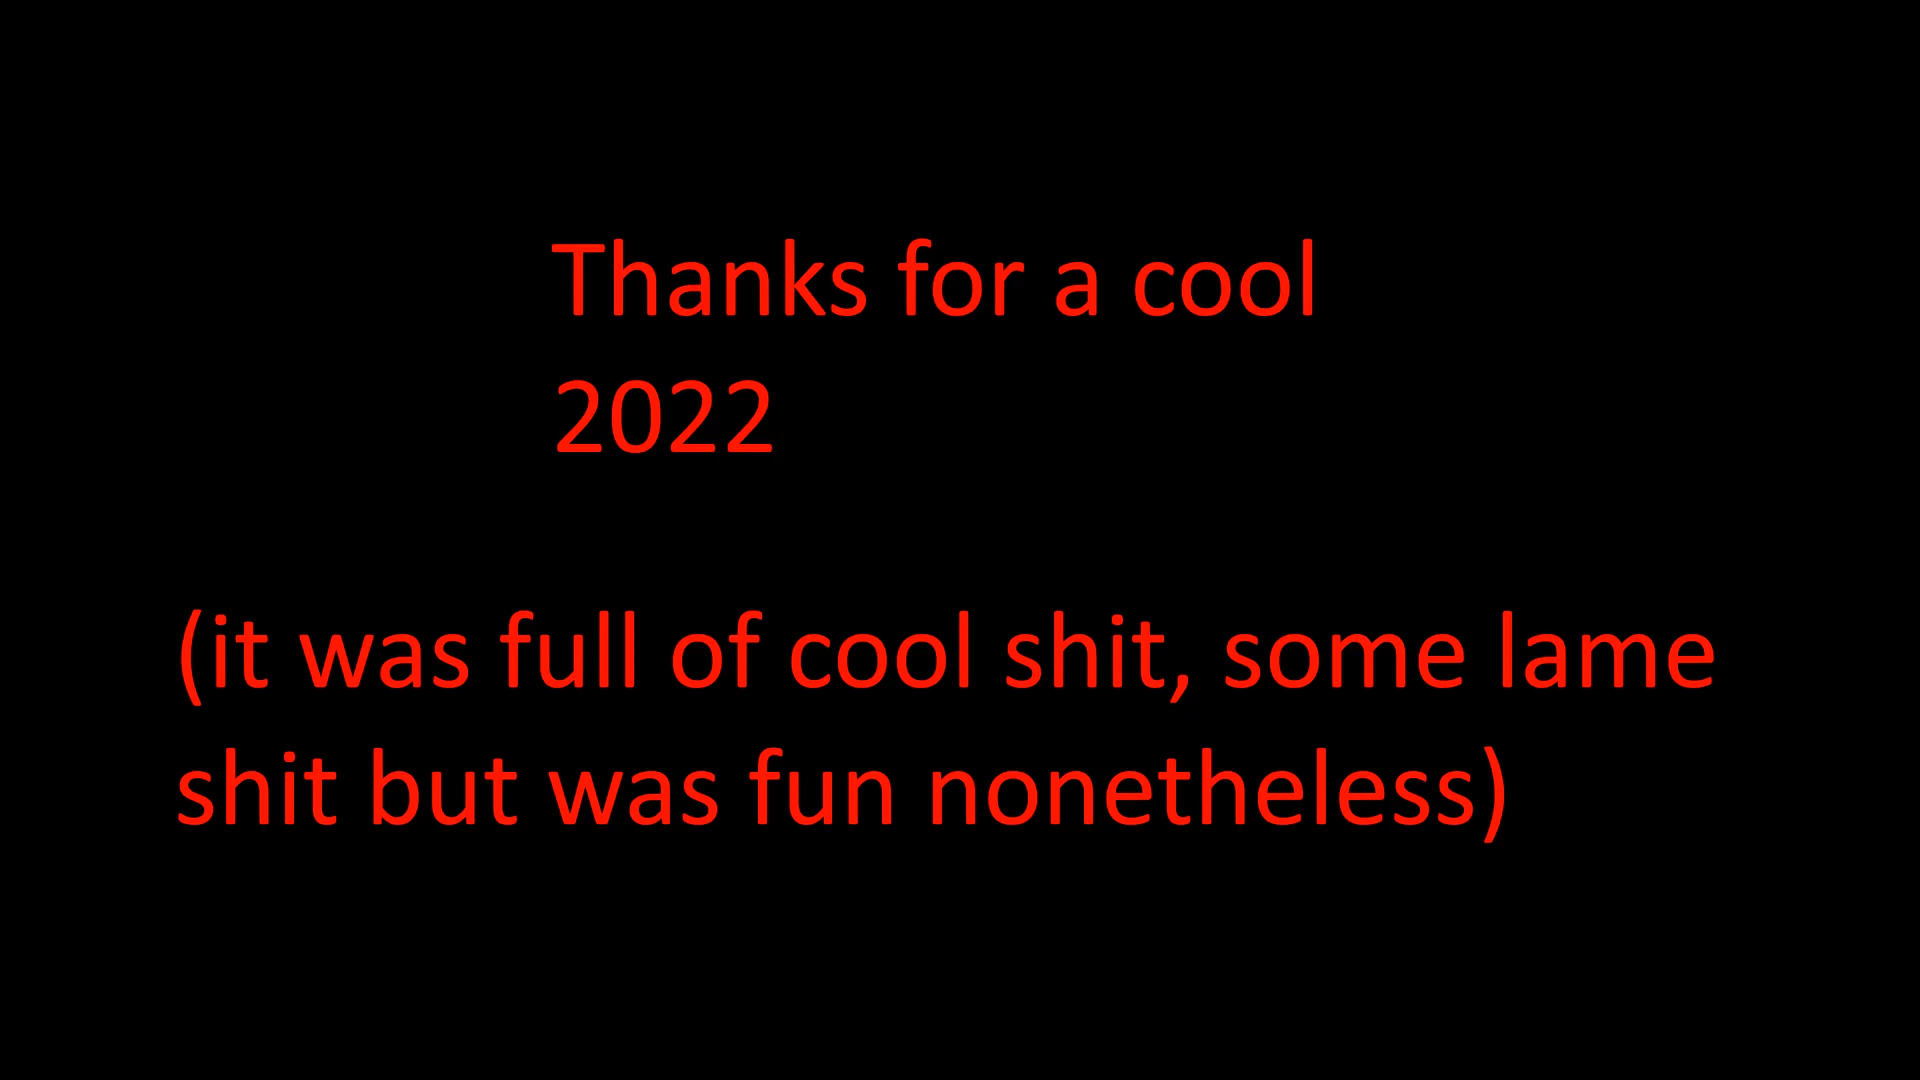 Thanks for a cool
2022
(it was full of cool shit, some lame
shit but was fun nonetheless)